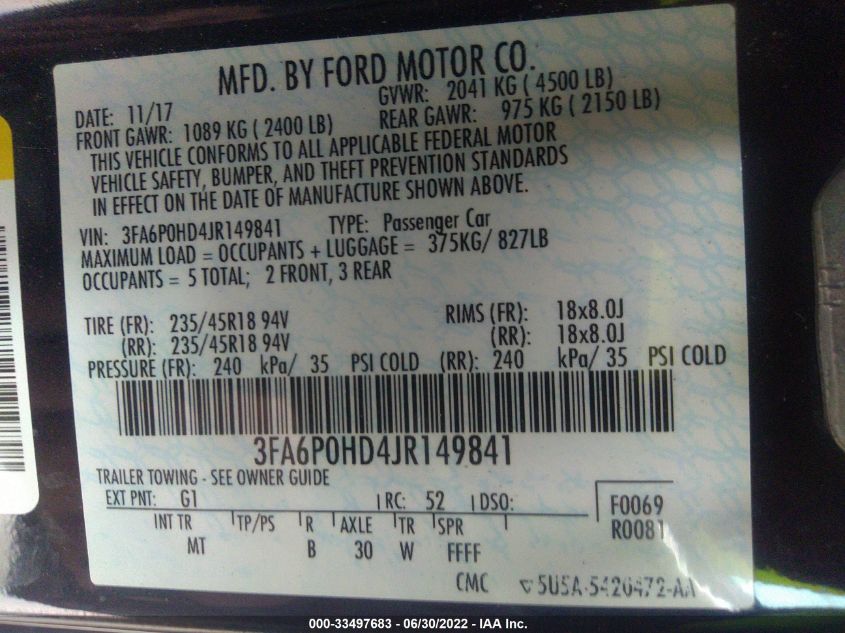 MFD. BY FORD MOTOR CO.
DATE: 11/17 GVWR: 2041 KG ( 4500 LB)
FRONT GAWR: 1089 KG ( 2400 LB) REAR GAWR: 975 KG ( 2150 LB)
THIS VEHICLE CONFORMS TO ALL APPLICABLE FEDERAL MOTOR
VEHICLE SAFETY, BUMPER, AND THEFT PREVENTION STANDARDS
IN EFFECT ON THE DATE OF MANUFACTURE SHOWN ABOVE.
VIN: 3FA6P0HD4JR149841 TYPE: Passenger Car
MAXIMUM LOAD = OCCUPANTS + LUGGAGE = 375KG/ 827LB
OCCUPANTS = 5 TOTAL; 2 FRONT, 3 REAR
TIRE (FR): 235/45R18 94V RIMS (FR): 18x8.0J
(RR): 235/45R18 94V (RR): 18x8.0J
PRESSURE (FR): 240 kPa/ 35 PSI COLD (RR): 240 kPa/ 35 PSI COLD
3FA6P0HD4JR149841
TRAILER TOWING - SEE OWNER GUIDE
EXT PNT: G1 RC: 52 DSO: F0069
INT TR TP/PS R AXLE TR SPR R0081
MT B 30 W FFFF
CMC 5U5A-5420472-AA
000-33497683 - 06/30/2022 - IAA Inc.